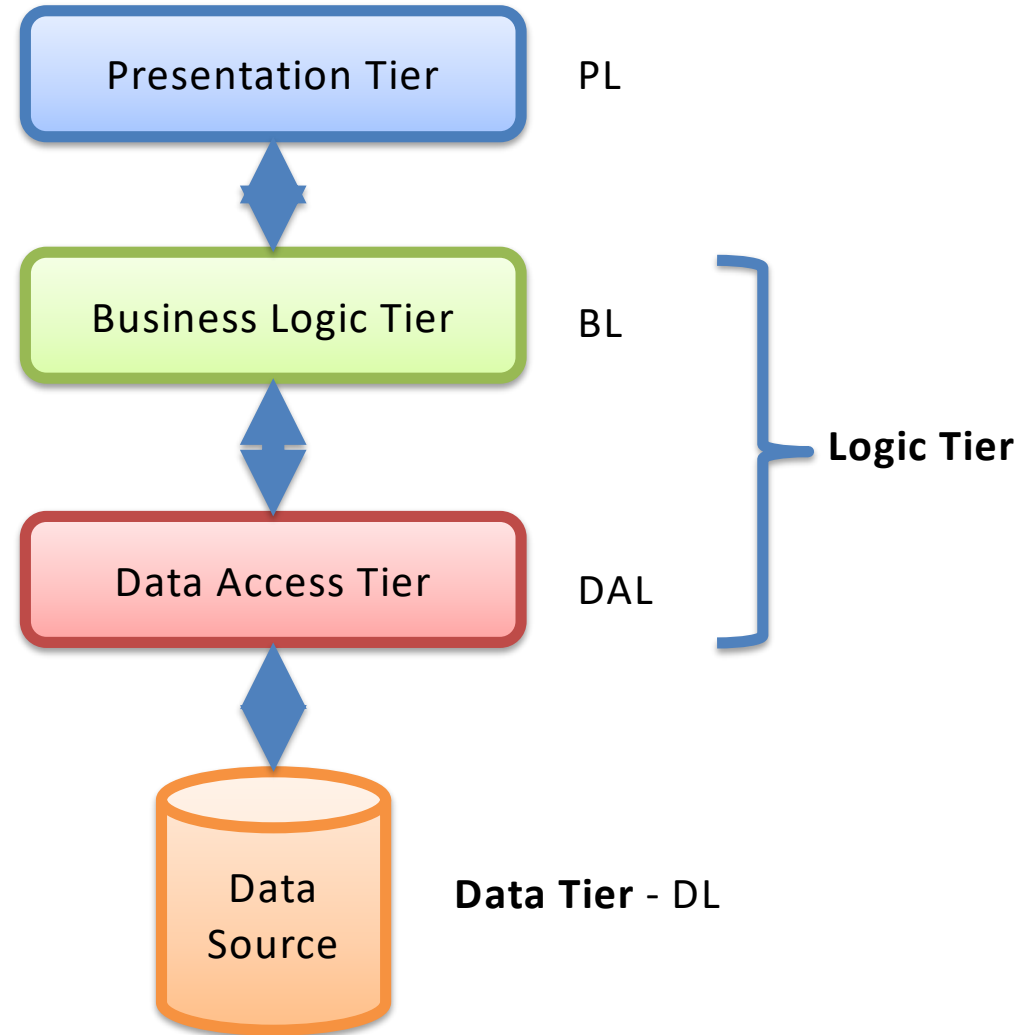 Presentation Tier
PL
Business Logic Tier
BL
Logic Tier
Data Access Tier
DAL
Data
Source
Data Tier - DL